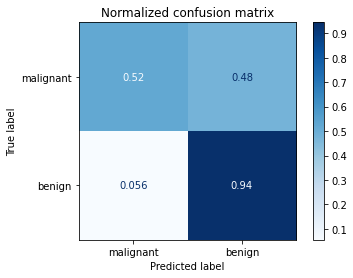 Normalized confusion matrix
True label
malignant
benign
0.52
0.48
0.056
0.94
malignant
benign
Predicted label
0.9
0.8
0.7
0.6
0.5
0.4
0.3
0.2
0.1